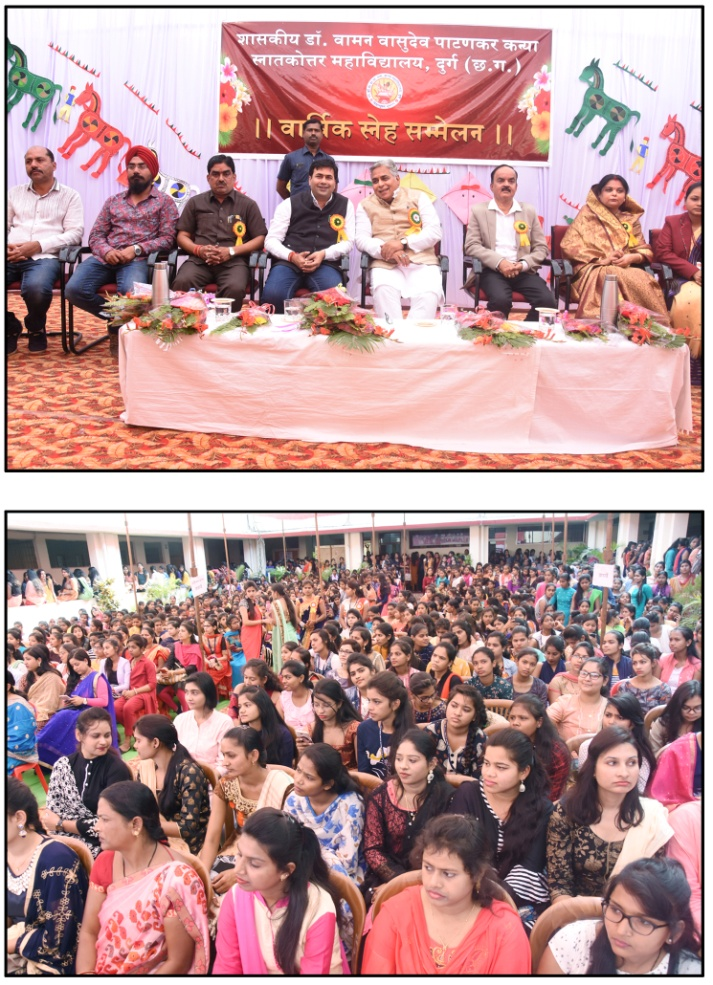 शासकीय डॉ. वामन वासुदेव पाटणकर कन्या
स्नातकोत्तर महाविद्यालय, दुर्ग (छ.ग.)
।। वार्षिक स्नेह सम्मेलन ।।